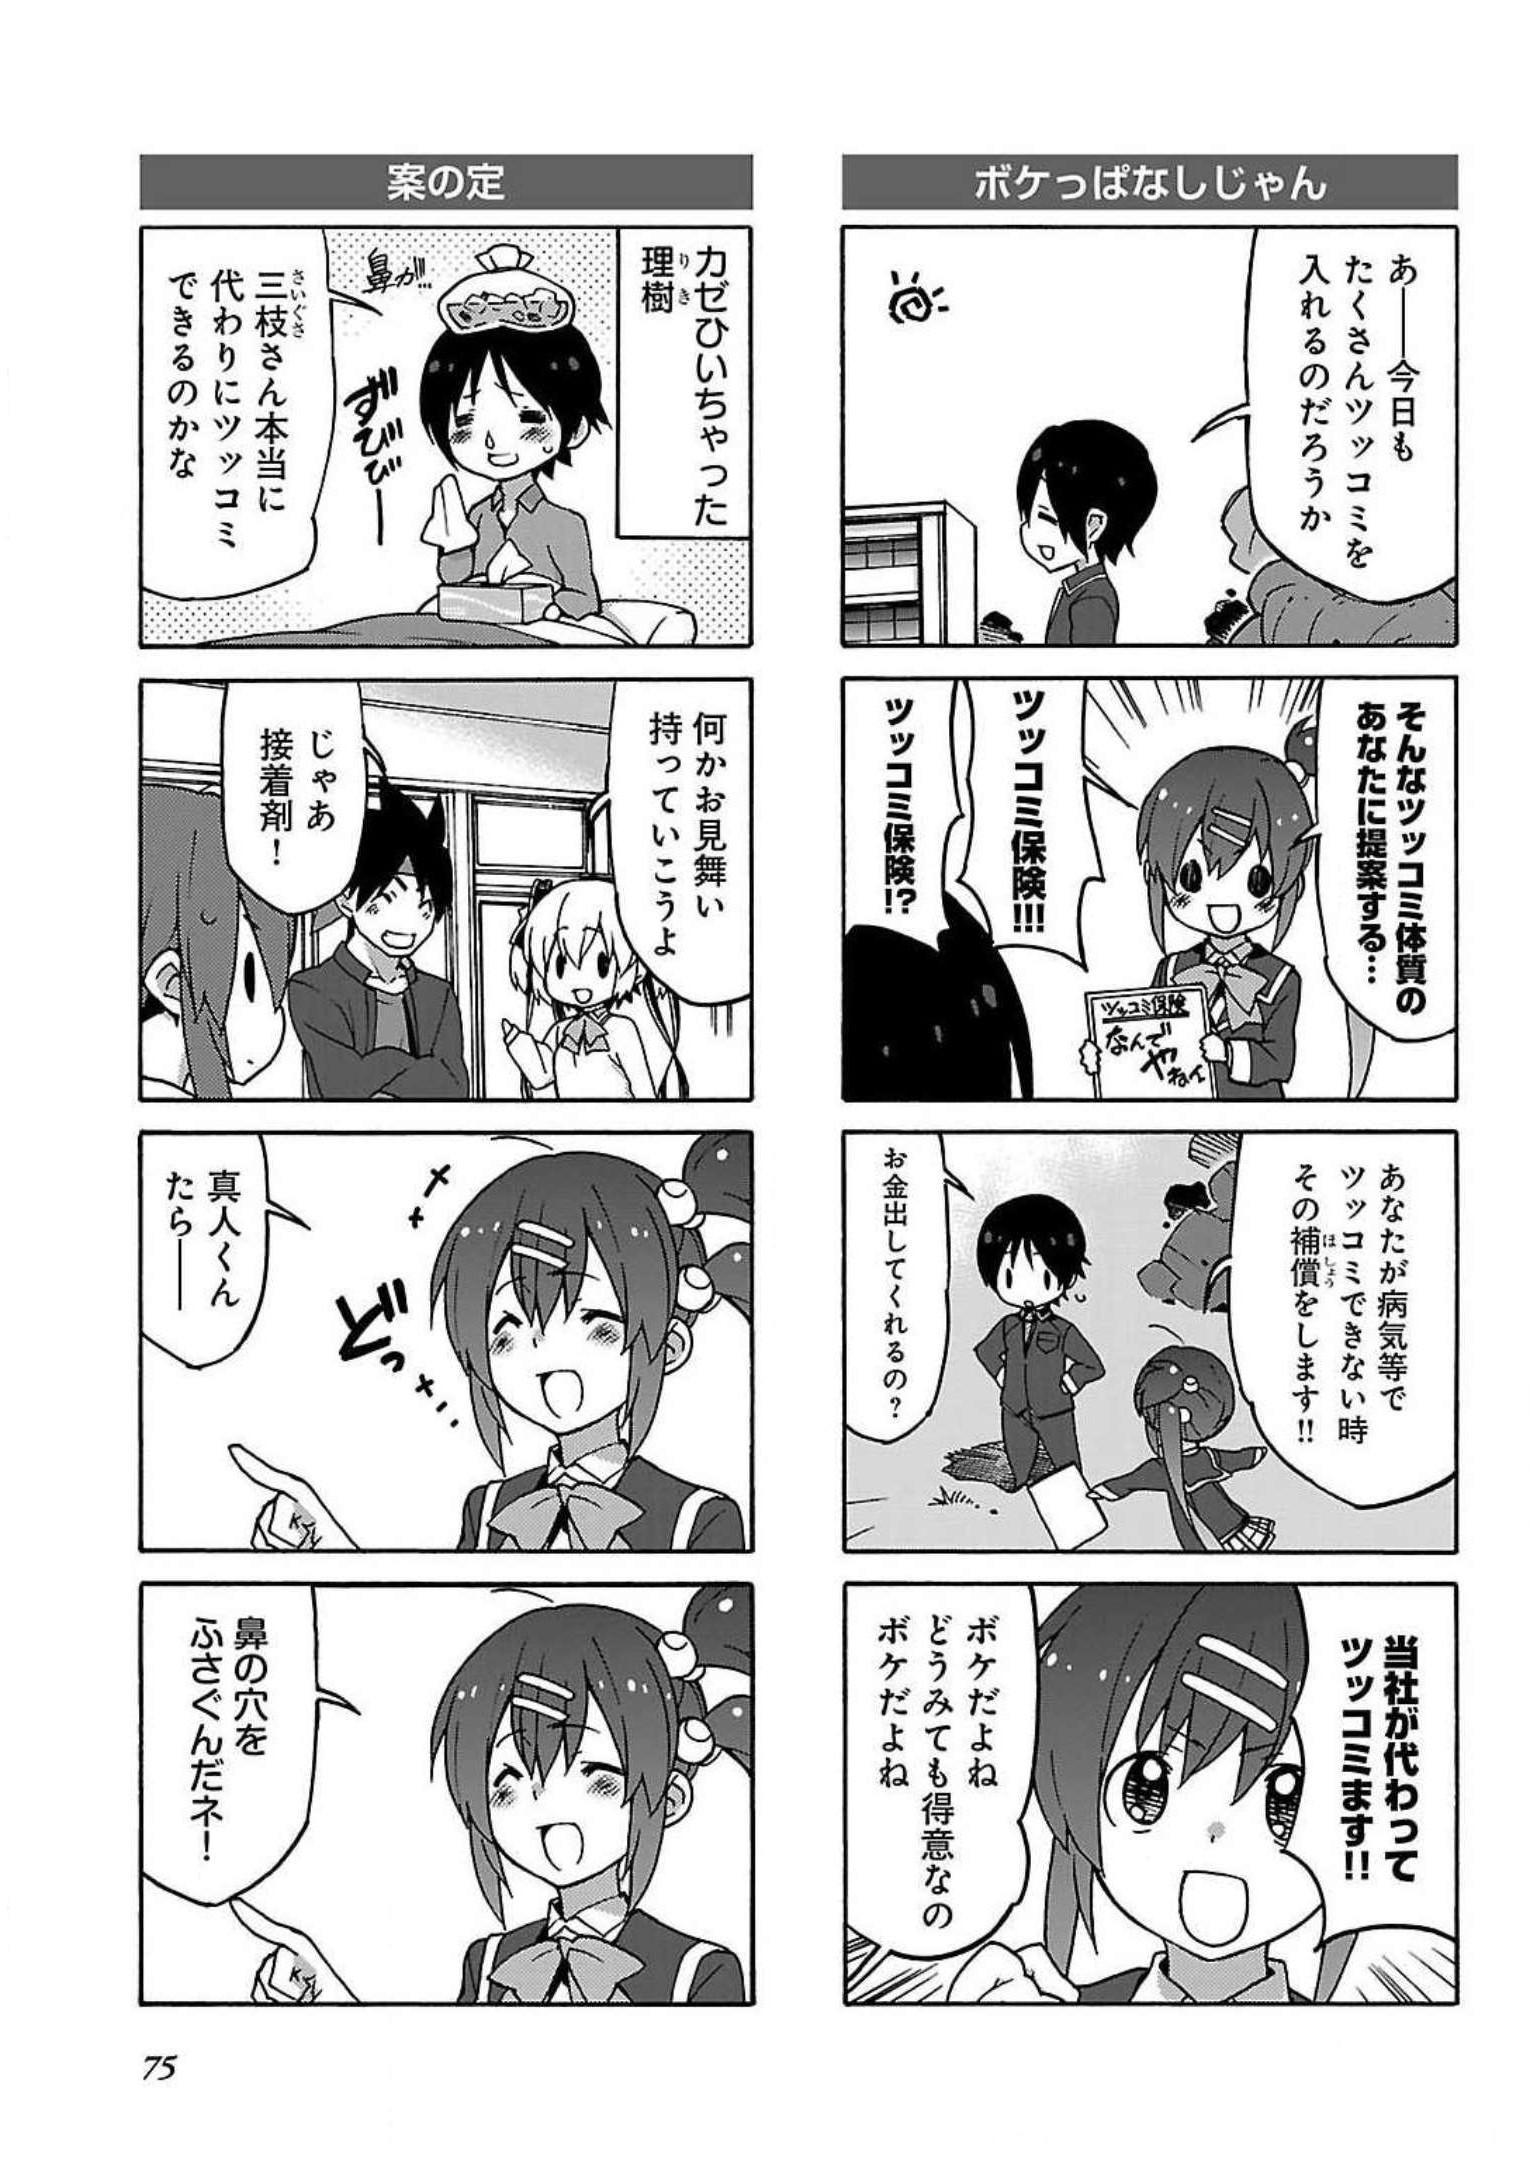 ボケっぱなしじゃん
あ――今日も
たくさんツッコミを
入れるのだろうか
そんなツッコミ体質の
あなたに提案する…
ツッコミ保険!!!
ツッコミ保険
なんで
やねん
ツッコミ保険!?
あなたが病気等で
ツッコミできない時
その補償をします!!
ほしょう
お金出してくれるの?
当社が代わって
ツッコミます!!
ボケだよね
どうみても得意なの
ボケだよね
案の定
カゼひいちゃった
理樹
りき
鼻カ!!!…
ずびびー
三枝さん本当に
さいぐさ
代わりにツッコミ
できるのかな
何かお見舞い
持っていこうよ
じゃあ
接着剤!
真人くん
たら――
どっ…
鼻の穴を
ふさぐんだネ!
75